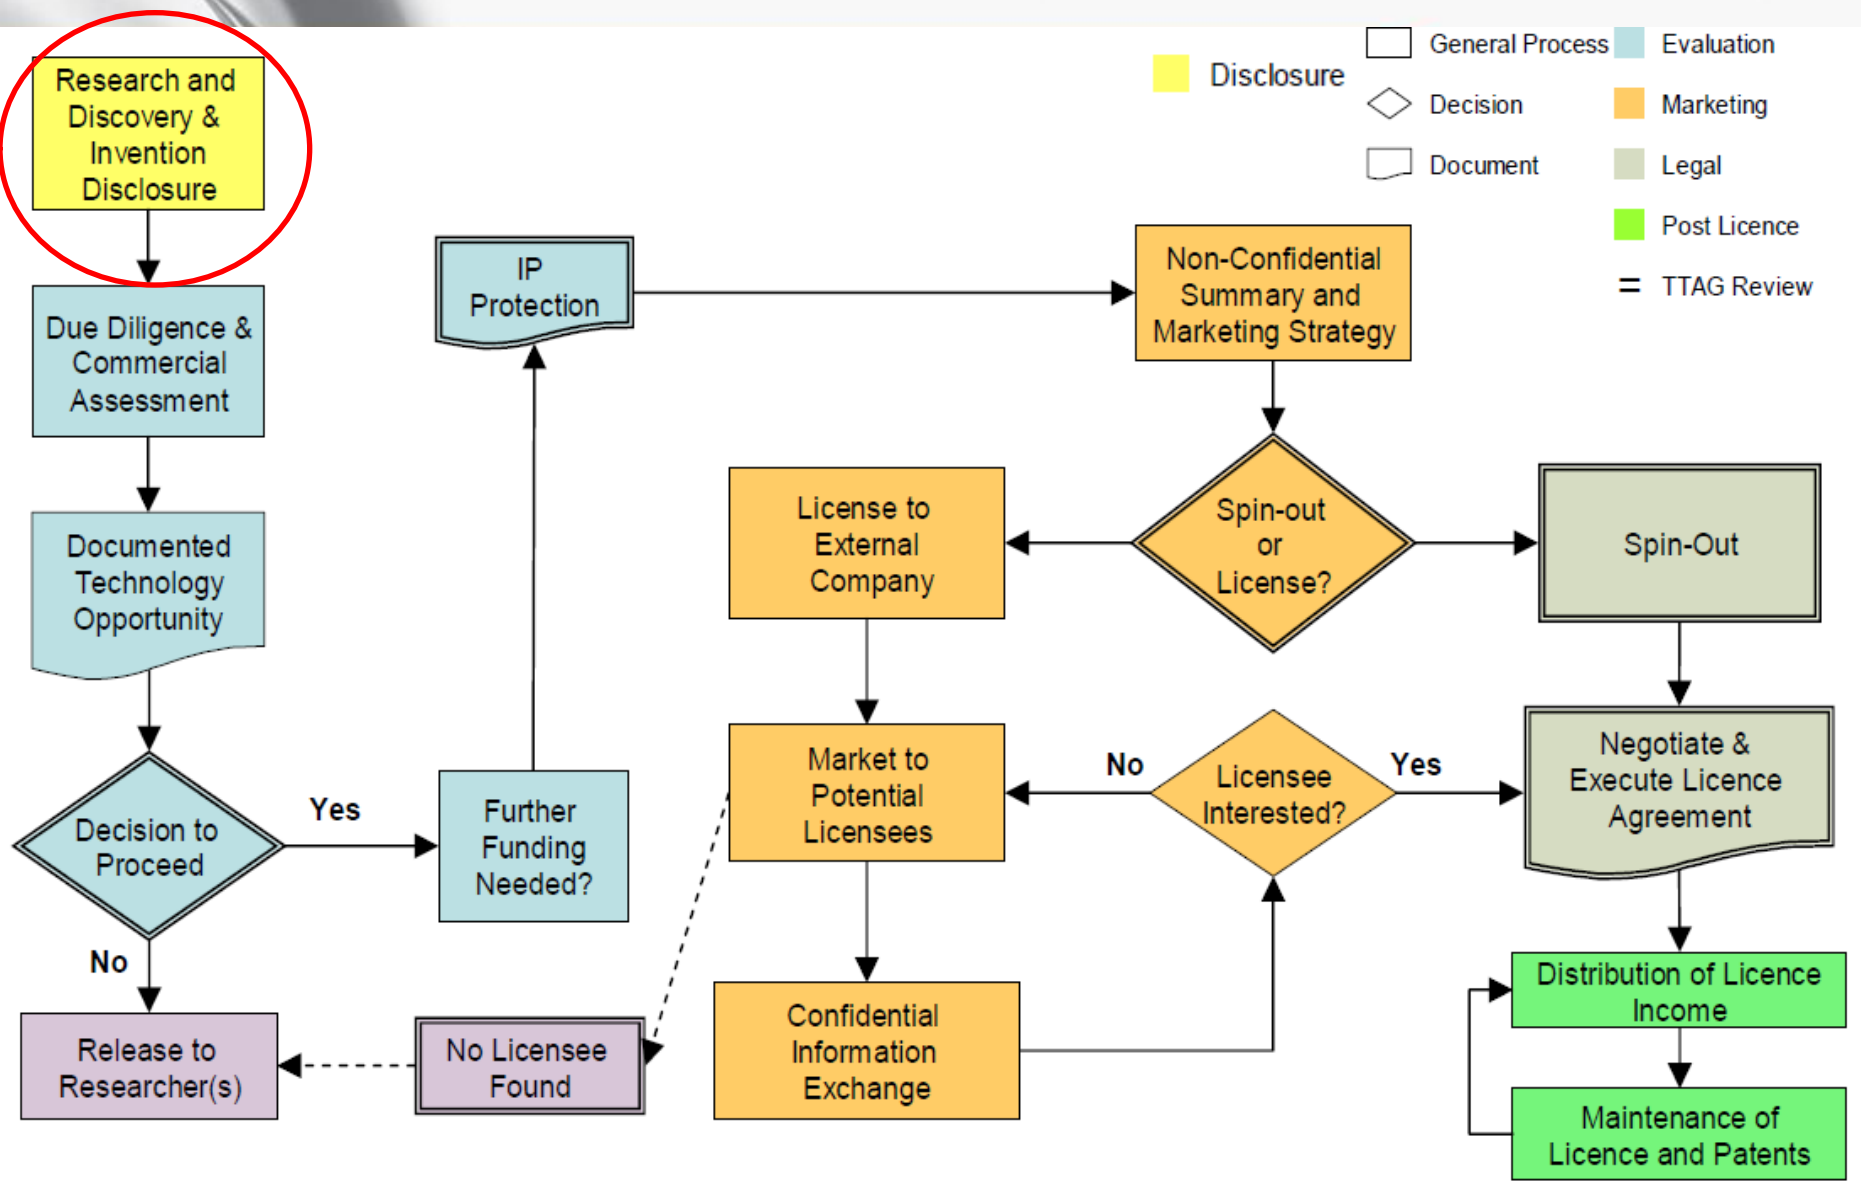 Research and
Discovery &
Invention
Disclosure
Disclosure
General Process
Decision
Document
Evaluation
Marketing
Legal
Post Licence
= TTAG Review
Due Diligence &
Commercial
Assessment
Documented
Technology
Opportunity
Decision to
Proceed
Yes
No
Release to
Researcher(s)
Further
Funding
Needed?
IP
Protection
Non-Confidential
Summary and
Marketing Strategy
Spin-out
or
License?
License to
External
Company
Spin-Out
Market to
Potential
Licensees
No
Licensee
Interested?
Yes
Negotiate &
Execute Licence
Agreement
No Licensee
Found
Confidential
Information
Exchange
Distribution of Licence
Income
Maintenance of
Licence and Patents